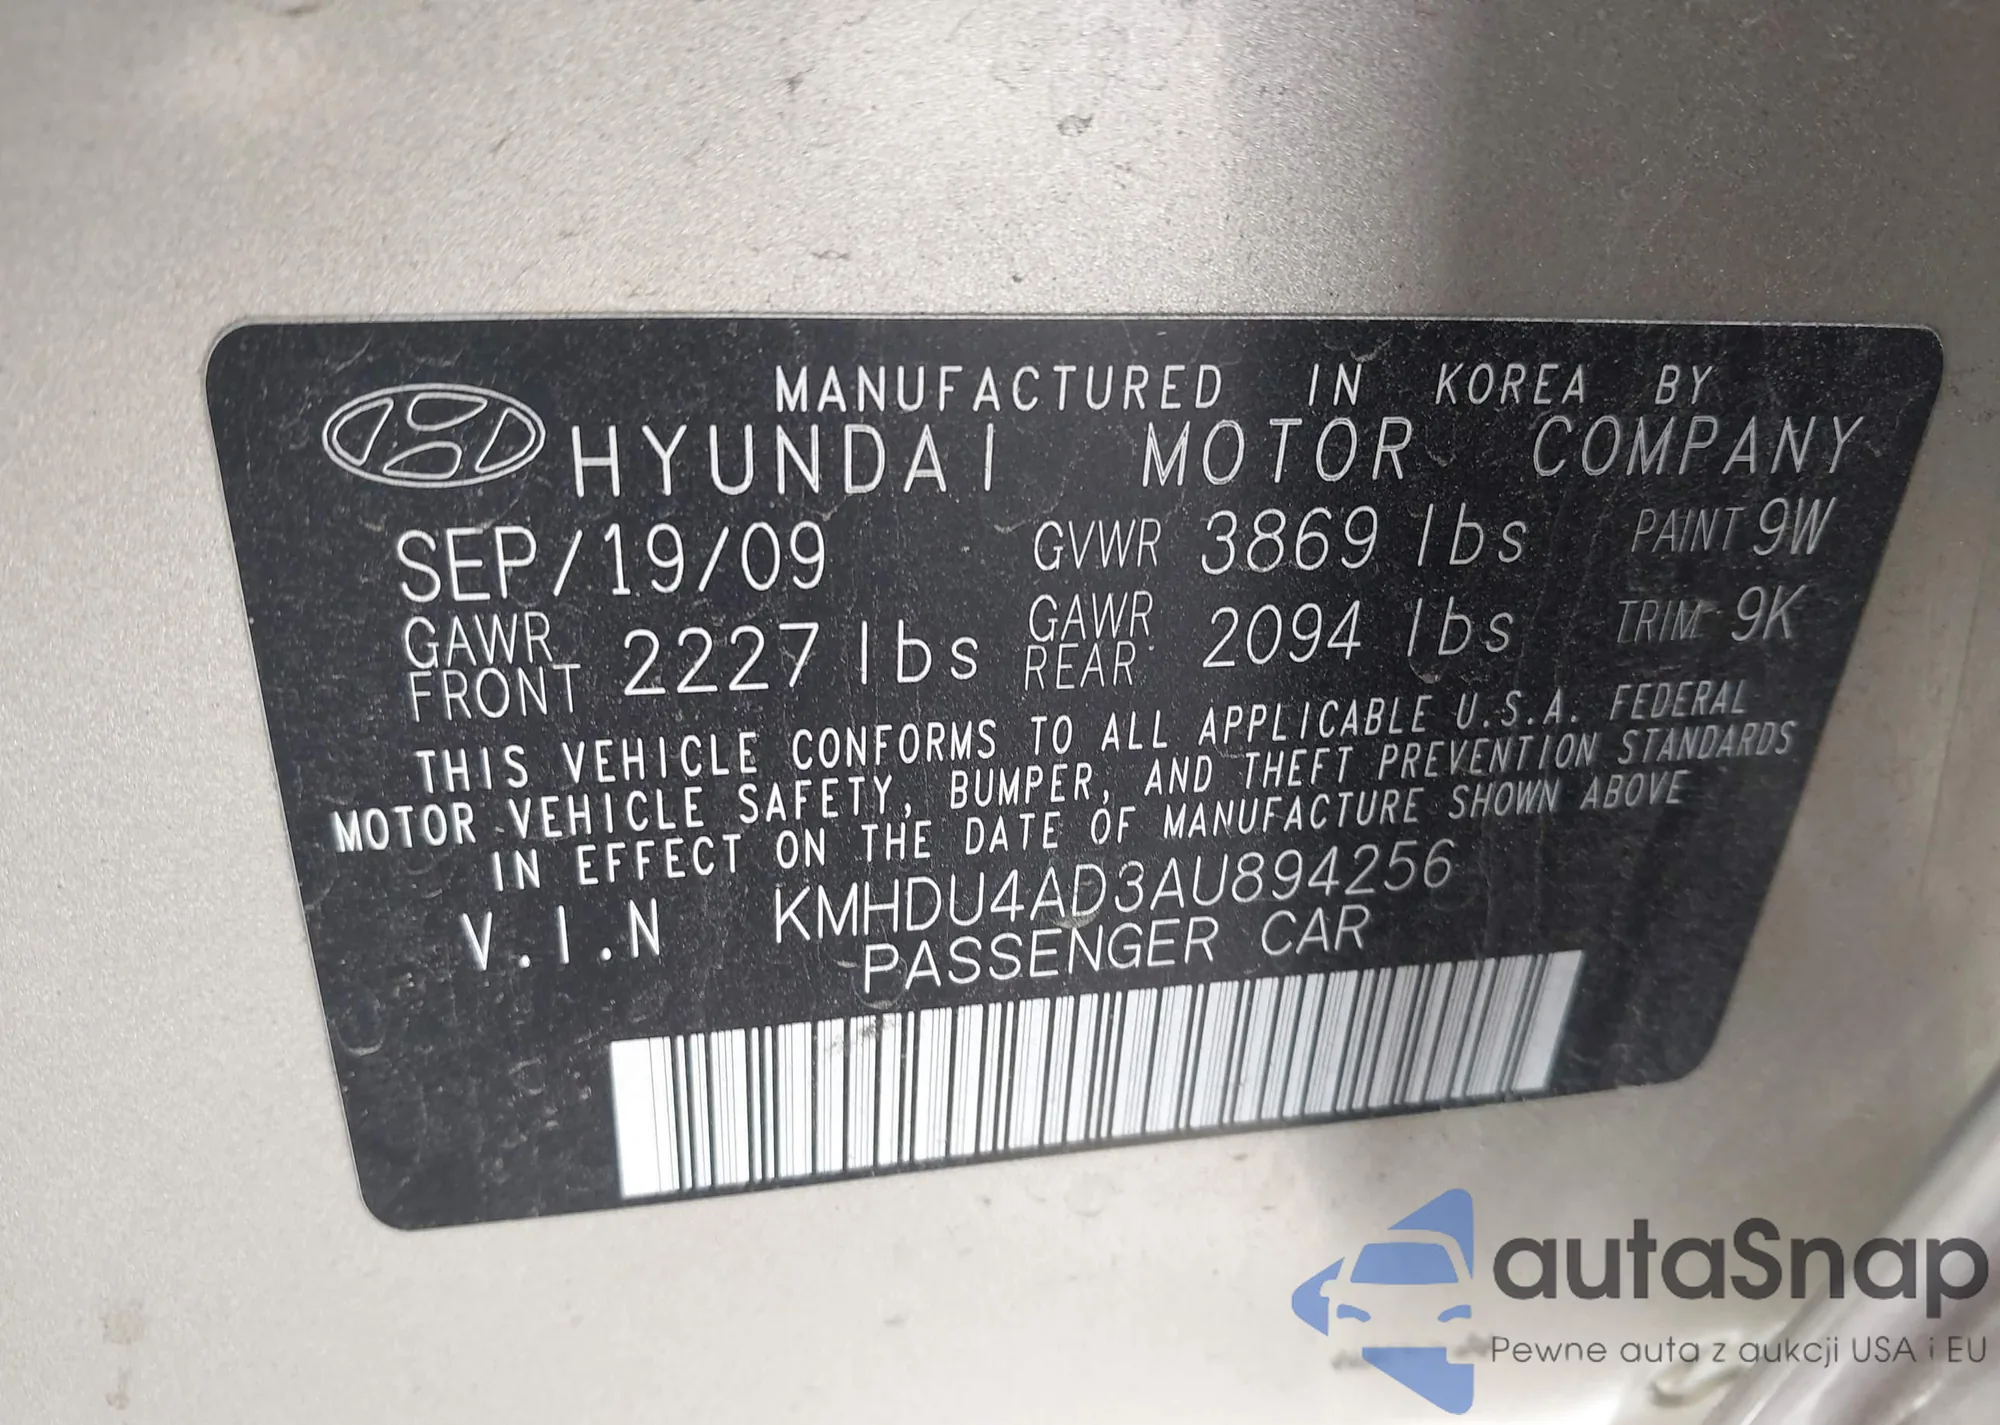 MANUFACTURED IN KOREA BY
HYUNDAI MOTOR COMPANY
SEP/19/09 GVWR 3869 lbs PAINT 9W
GAWR FRONT 2227 lbs GAWR REAR 2094 lbs TRIM 9K
THIS VEHICLE CONFORMS TO ALL APPLICABLE U.S.A. FEDERAL
MOTOR VEHICLE SAFETY, BUMPER, AND THEFT PREVENTION STANDARDS
IN EFFECT ON THE DATE OF MANUFACTURE SHOWN ABOVE
V.I.N KMHDU4AD3AU894256
PASSENGER CAR
autaSnap
Pewne auta z aukcji USA i EU